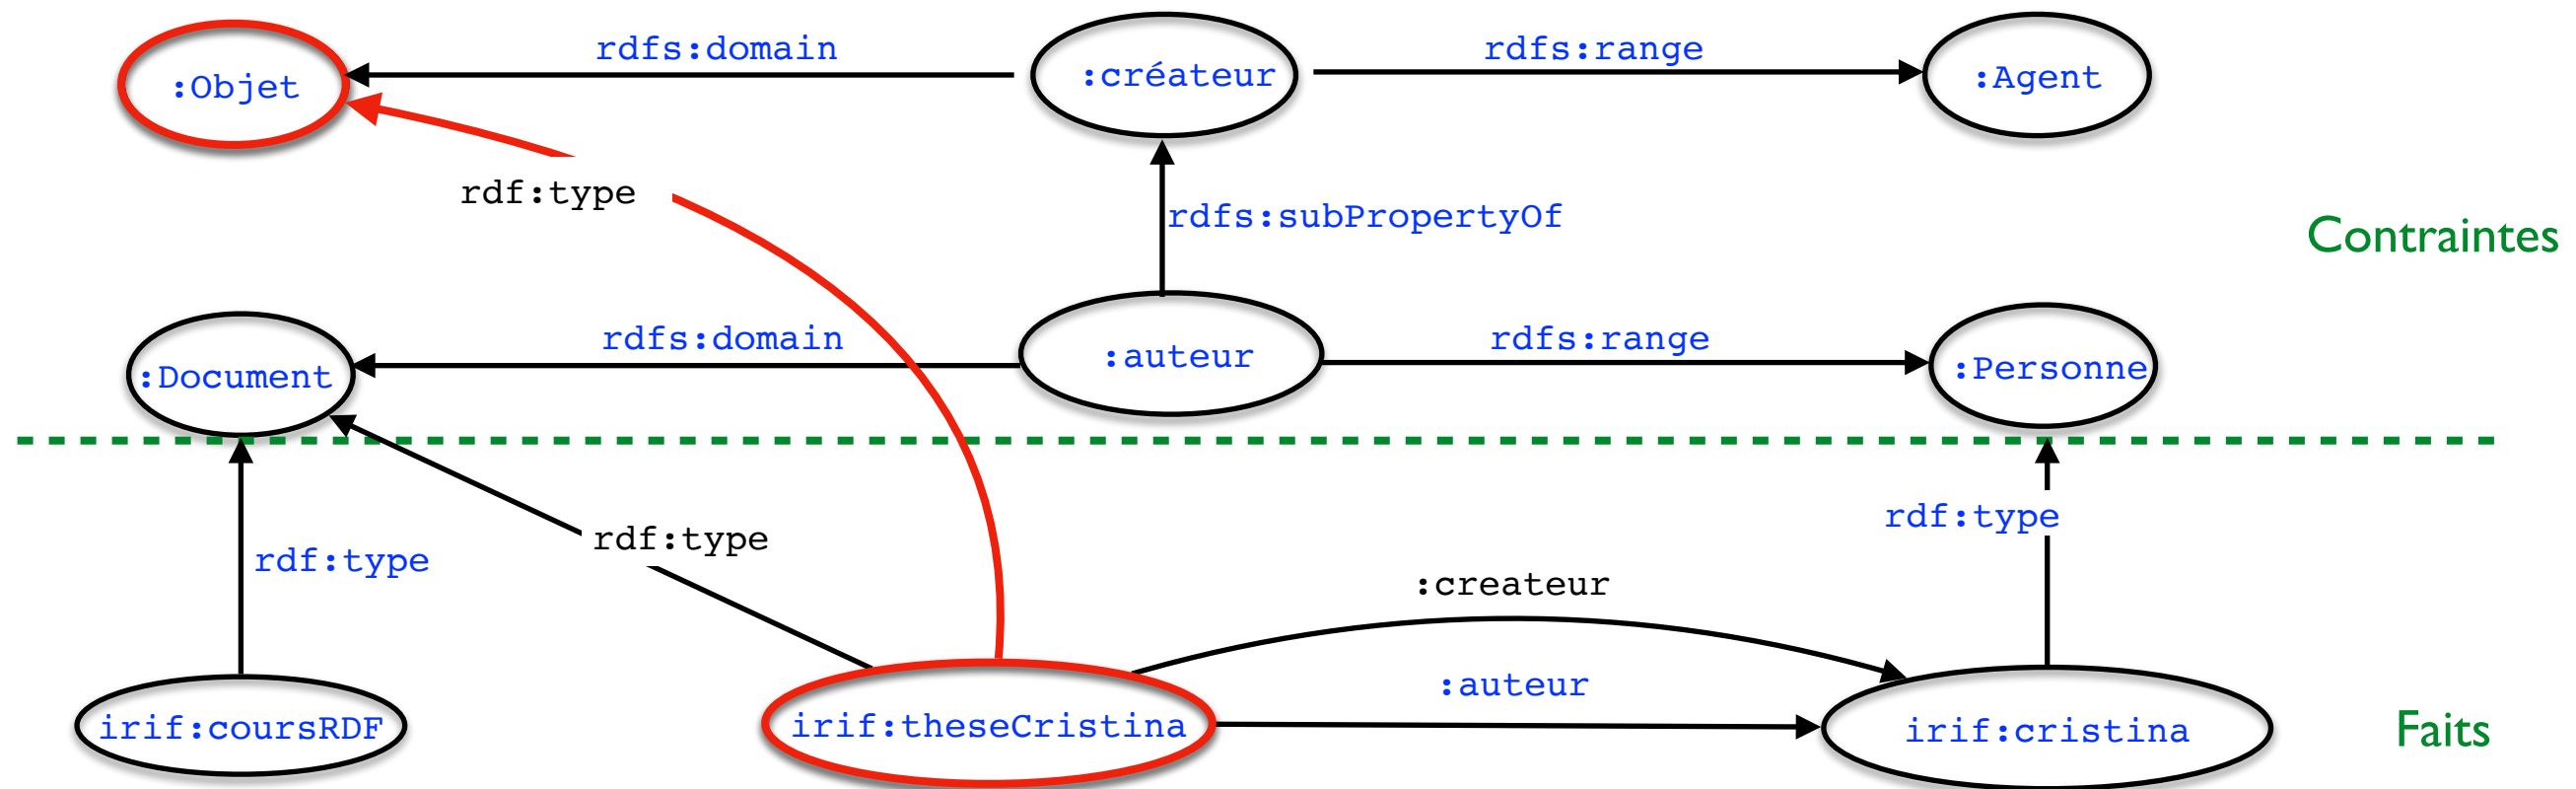 rdfs:domain
rdfs:range
:Objet
:créateur
:Agent
rdf:type
rdfs:subPropertyOf
Contraintes
rdfs:domain
rdfs:range
:Document
:auteur
:Personne
rdf:type
rdf:type
rdf:type
:createur
:auteur
irif:coursRDF
irif:theseCristina
irif:cristina
Faits